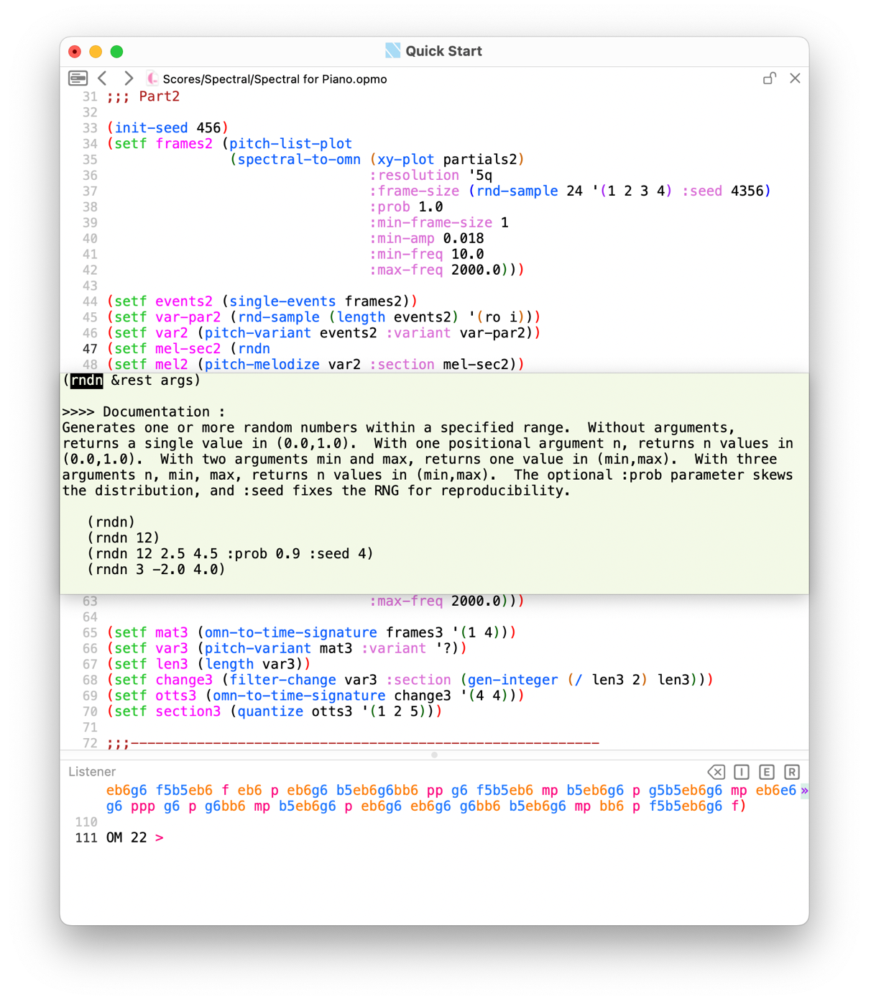 Quick Start
Scores/Spectral/Spectral for Piano.opmo
31 ;;; Part2
32
33 (init-seed 456)
34 (setf frames2 (pitch-list-plot
35 (spectral-to-omn (xy-plot partials2)
36 :resolution '5q
37 :frame-size (rnd-sample 24 '(1 2 3 4) :seed 4356)
38 :prob 1.0
39 :min-frame-size 1
40 :min-amp 0.018
41 :min-freq 10.0
42 :max-freq 2000.0)))
43
44 (setf events2 (single-events frames2))
45 (setf var-par2 (rnd-sample (length events2) '(ro i)))
46 (setf var2 (pitch-variant events2 :variant var-par2))
47 (setf mel-sec2 (rndn
48 (setf mel2 (pitch-melodize var2 :section mel-sec2))
(rndn &rest args)
>>>> Documentation :
Generates one or more random numbers within a specified range. Without arguments,
returns a single value in (0.0,1.0). With one positional argument n, returns n values in
(0.0,1.0). With two arguments min and max, returns one value in (min,max). With three
arguments n, min, max, returns n values in (min,max). The optional :prob parameter skews
the distribution, and :seed fixes the RNG for reproducibility.
(rndn)
(rndn 12)
(rndn 12 2.5 4.5 :prob 0.9 :seed 4)
(rndn 3 -2.0 4.0)
63 :max-freq 2000.0)))
64
65 (setf mat3 (omn-to-time-signature frames3 '(1 4)))
66 (setf var3 (pitch-variant mat3 :variant '?))
67 (setf len3 (length var3))
68 (setf change3 (filter-change var3 :section (gen-integer (/ len3 2) len3)))
69 (setf otts3 (omn-to-time-signature change3 '(4 4)))
70 (setf section3 (quantize otts3 '(1 2 5)))
71
72 ;;;---------------------------------------------------------
Listener
I E R
eb6g6 f5b5eb6 f eb6 p eb6g6 b5eb6g6bb6 pp g6 f5b5eb6 mp b5eb6g6 p g5b5eb6g6 mp eb6e6 »
g6 ppp g6 p g6bb6 mp b5eb6g6 p eb6g6 eb6g6 g6bb6 b5eb6g6 mp bb6 p f5b5eb6g6 f)
110
111 OM 22 >